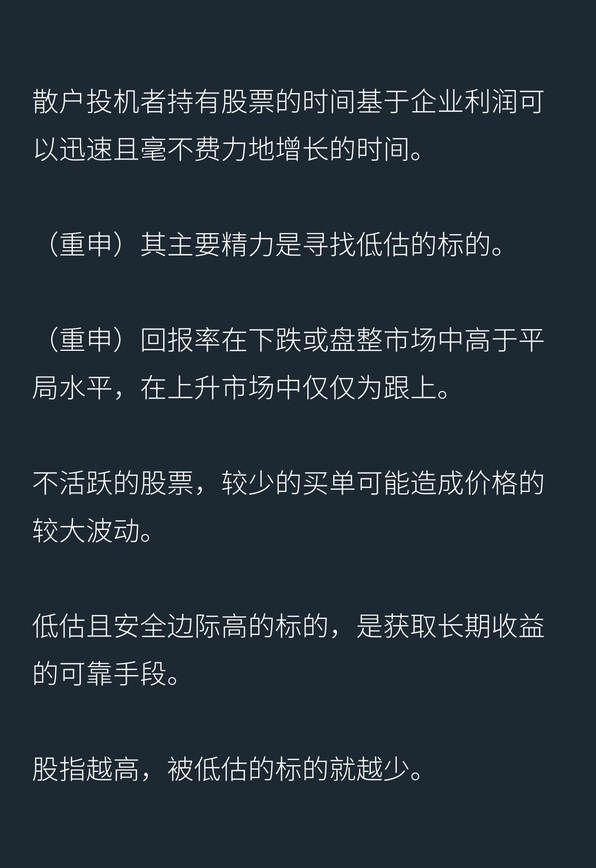 散户投机者持有股票的时间基于企业利润可
以迅速且毫不费力地增长的时间。
（重申）其主要精力是寻找低估的标的。
（重申）回报率在下跌或盘整市场中高于平
局水平，在上升市场中仅仅为跟上。
不活跃的股票，较少的买单可能造成价格的
较大波动。
低估且安全边际高的标的，是获取长期收益
的可靠手段。
股指越高，被低估的标的就越少。